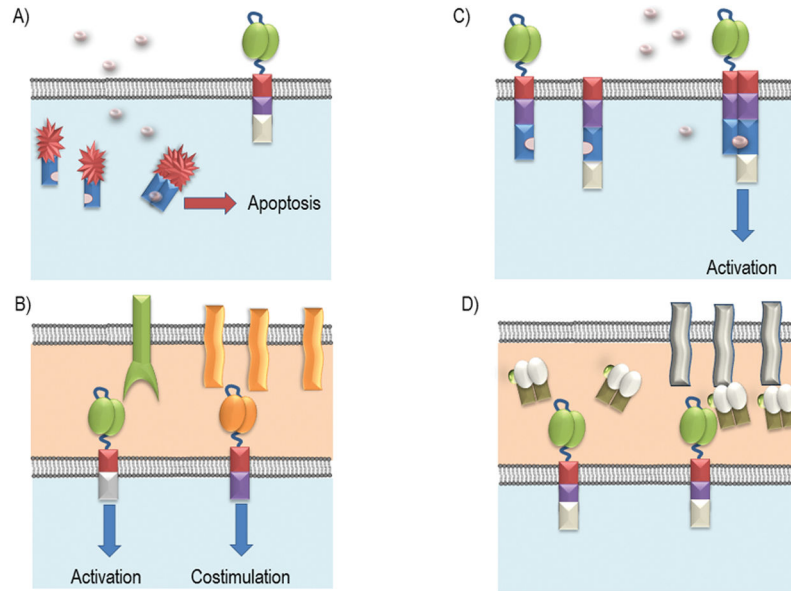 A)
Apoptosis
B)
Activation
Costimulation
C)
Activation
D)